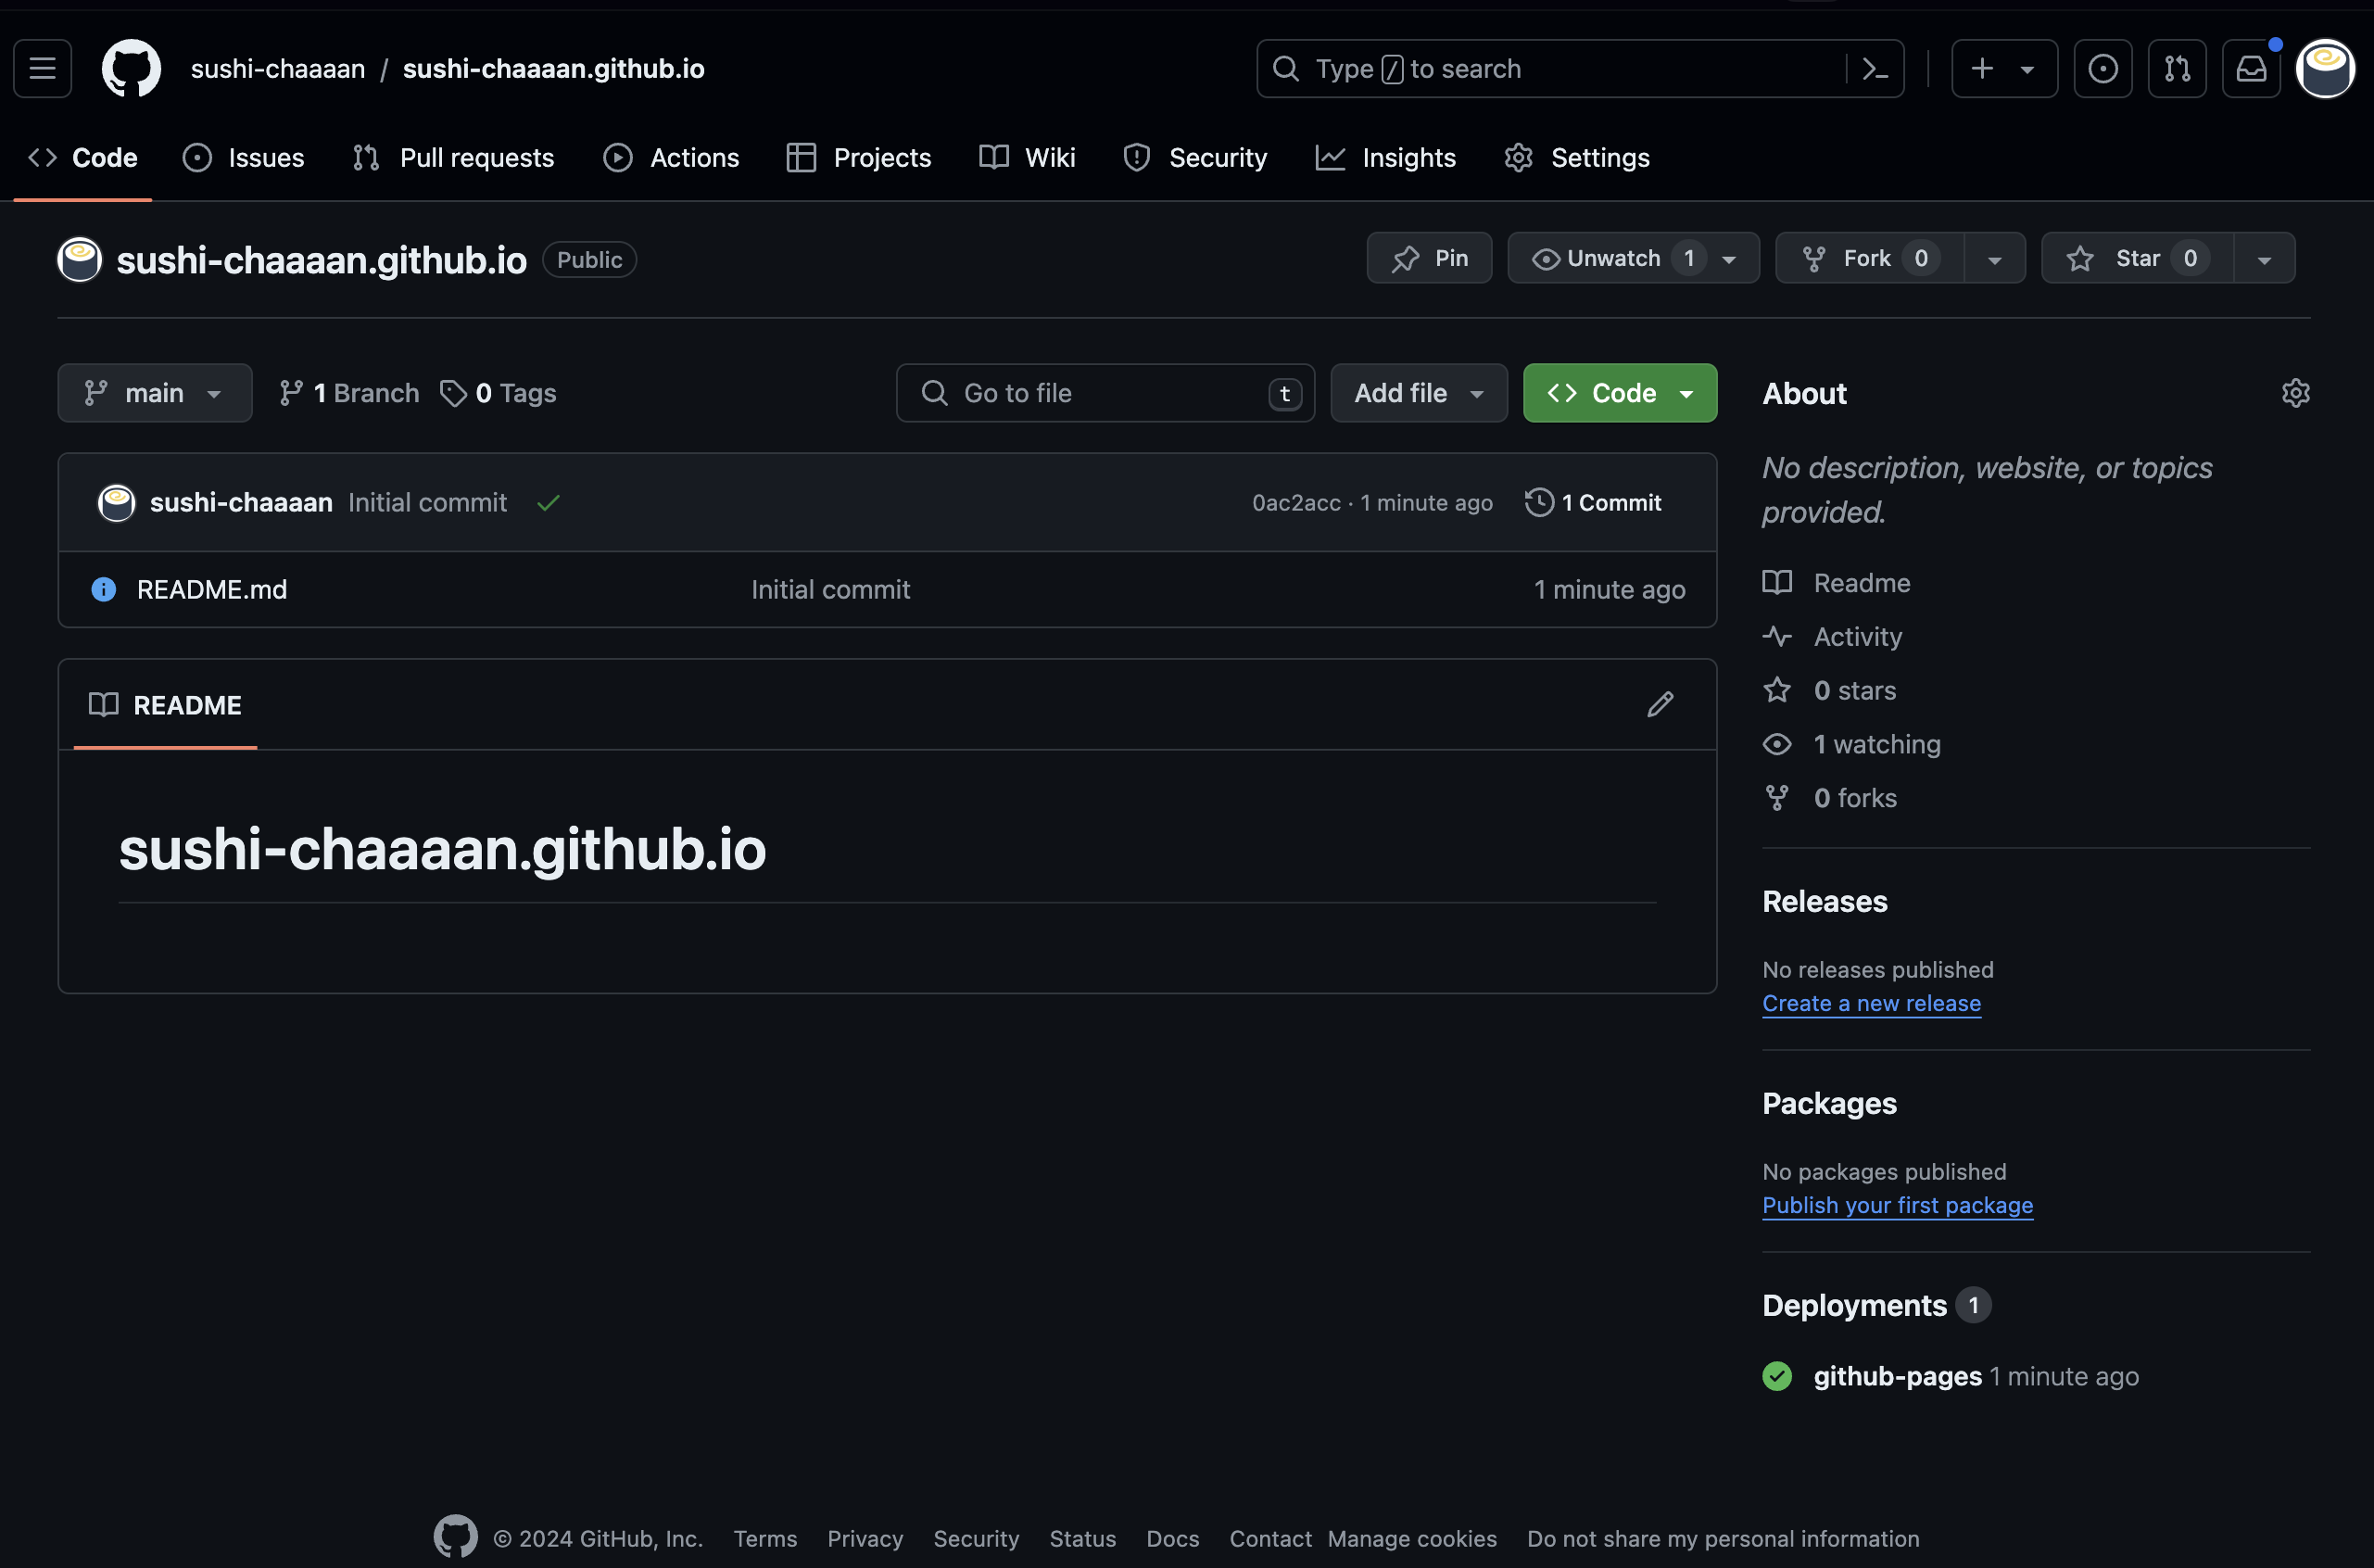 sushi-chaaaan / sushi-chaaaan.github.io
Type / to search
Code Issues Pull requests Actions Projects Wiki Security Insights Settings
sushi-chaaaan.github.io Public
Pin Unwatch 1 Fork 0 Star 0
main 1 Branch 0 Tags Go to file t Add file Code
sushi-chaaaan Initial commit 0ac2acc · 1 minute ago 1 Commit
README.md Initial commit 1 minute ago
README
sushi-chaaaan.github.io
About
No description, website, or topics
provided.
Readme
Activity
0 stars
1 watching
0 forks
Releases
No releases published
Create a new release
Packages
No packages published
Publish your first package
Deployments 1
github-pages 1 minute ago
© 2024 GitHub, Inc. Terms Privacy Security Status Docs Contact Manage cookies Do not share my personal information